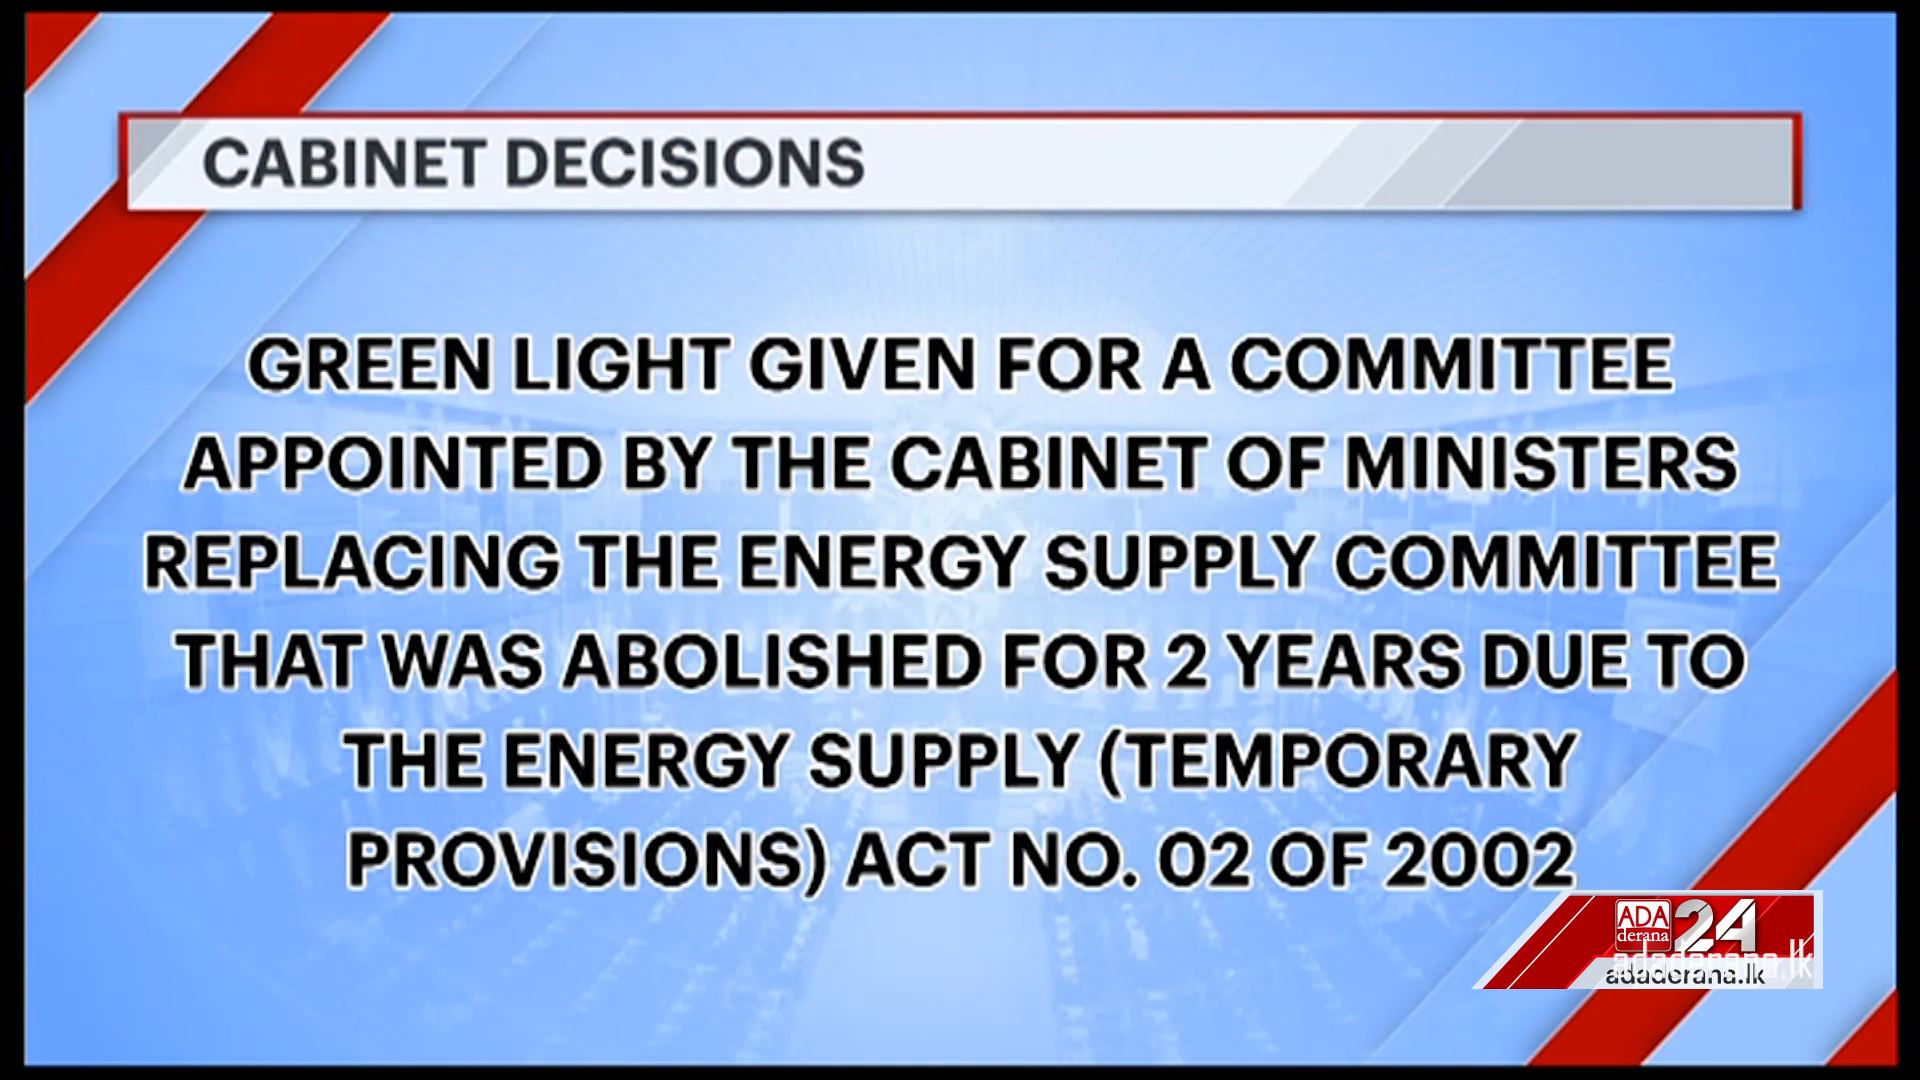 CABINET DECISIONS
GREEN LIGHT GIVEN FOR A COMMITTEE
APPOINTED BY THE CABINET OF MINISTERS
REPLACING THE ENERGY SUPPLY COMMITTEE
THAT WAS ABOLISHED FOR 2 YEARS DUE TO
THE ENERGY SUPPLY (TEMPORARY
PROVISIONS) ACT NO. 02 OF 2002
ADA
derana 24
adaderana.lk
adaderana.lk